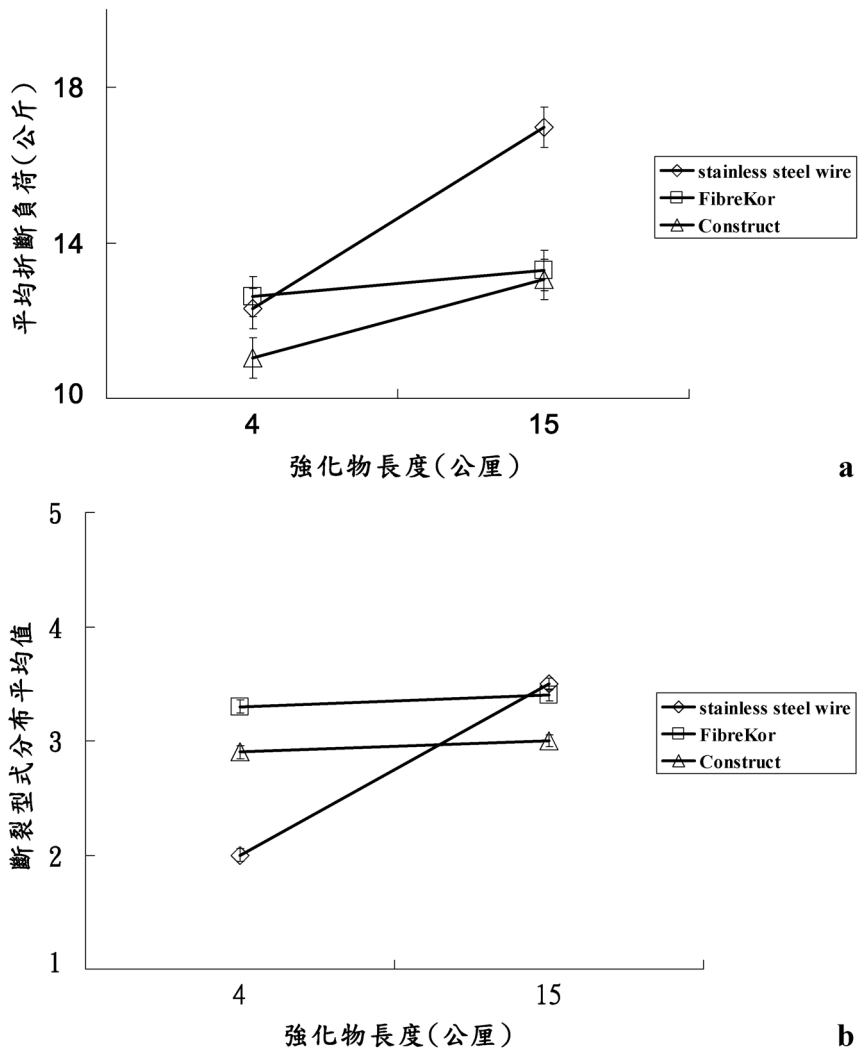 平均折斷負荷(公斤)
18
14
10
4
15
強化物長度(公厘)
stainless steel wire
FibreKor
Construct
a
斷裂型式分布平均值
5
4
3
2
1
4
15
強化物長度(公厘)
stainless steel wire
FibreKor
Construct
b